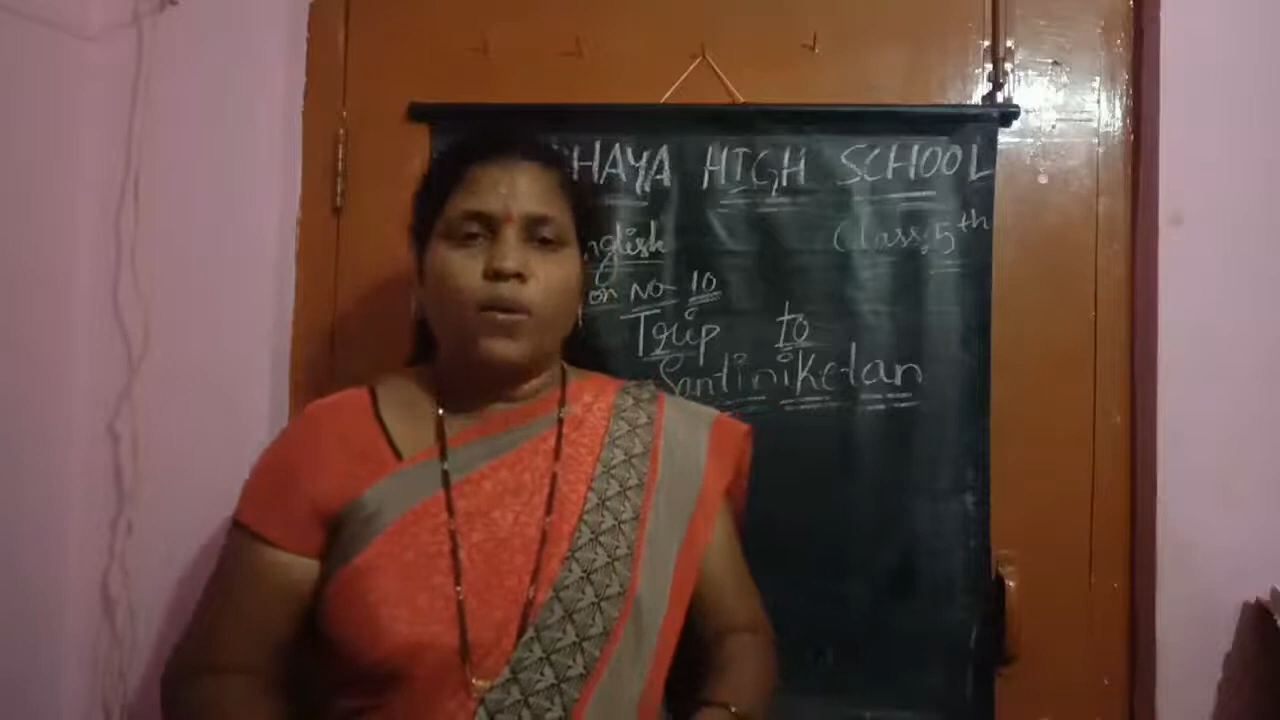 HAYA HIGH SCHOOL
nglish Class: 5th
on No 10
Trip to
Santiniketan